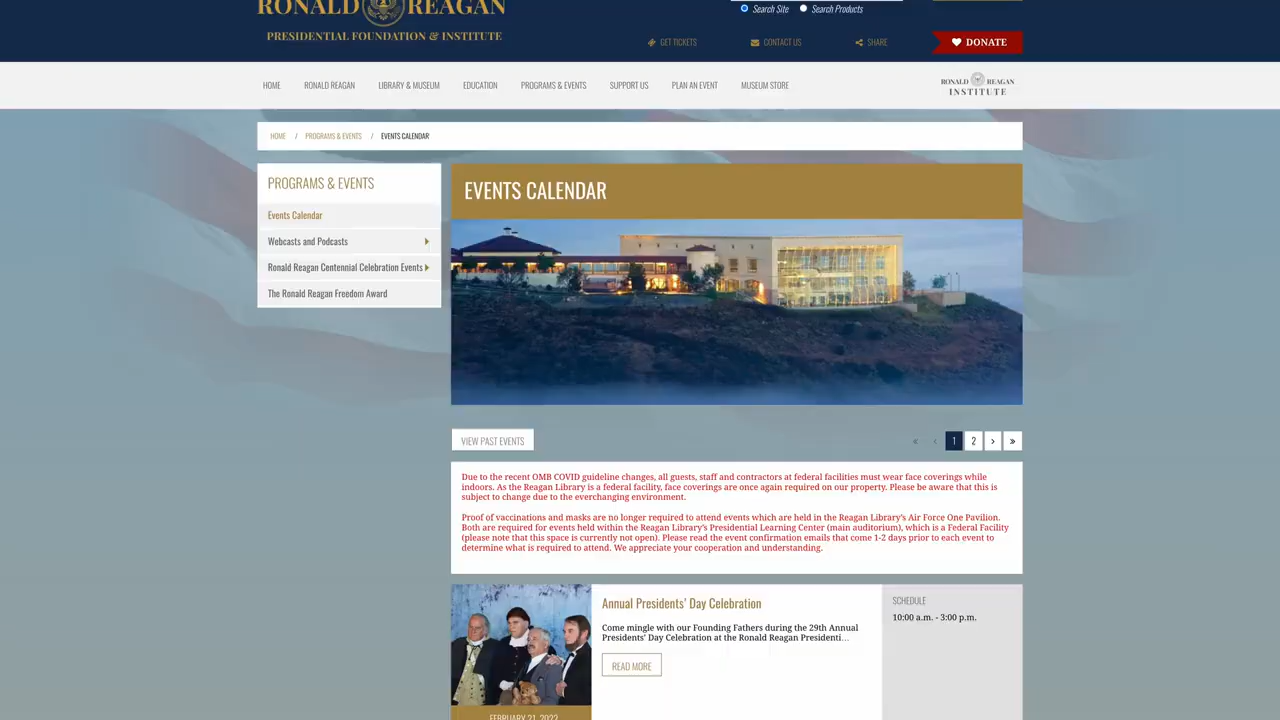 RONALD REAGAN
PRESIDENTIAL FOUNDATION & INSTITUTE
Search Site Search Products
GET TICKETS CONTACT US SHARE DONATE
HOME RONALD REAGAN LIBRARY & MUSEUM EDUCATION PROGRAMS & EVENTS SUPPORT US PLAN AN EVENT MUSEUM STORE
RONALD REAGAN
INSTITUTE
HOME / PROGRAMS & EVENTS / EVENTS CALENDAR
PROGRAMS & EVENTS
Events Calendar
Webcasts and Podcasts
Ronald Reagan Centennial Celebration Events
The Ronald Reagan Freedom Award
EVENTS CALENDAR
VIEW PAST EVENTS
« ‹ 1 2 › »
Due to the recent OMB COVID guideline changes, all guests, staff and contractors at federal facilities must wear face coverings while
indoors. As the Reagan Library is a federal facility, face coverings are once again required on our property. Please be aware that this is
subject to change due to the everchanging environment.
Proof of vaccinations and masks are no longer required to attend events which are held in the Reagan Library's Air Force One Pavilion.
Both are required for events held within the Reagan Library's Presidential Learning Center (main auditorium), which is a Federal Facility
(please note that this space is currently not open). Please read the event confirmation emails that come 1-2 days prior to each event to
determine what is required to attend. We appreciate your cooperation and understanding.
Annual Presidents' Day Celebration
Come mingle with our Founding Fathers during the 29th Annual
Presidents' Day Celebration at the Ronald Reagan Presidenti...
READ MORE
SCHEDULE
10:00 a.m. - 3:00 p.m.
FEBRUARY 21, 2022